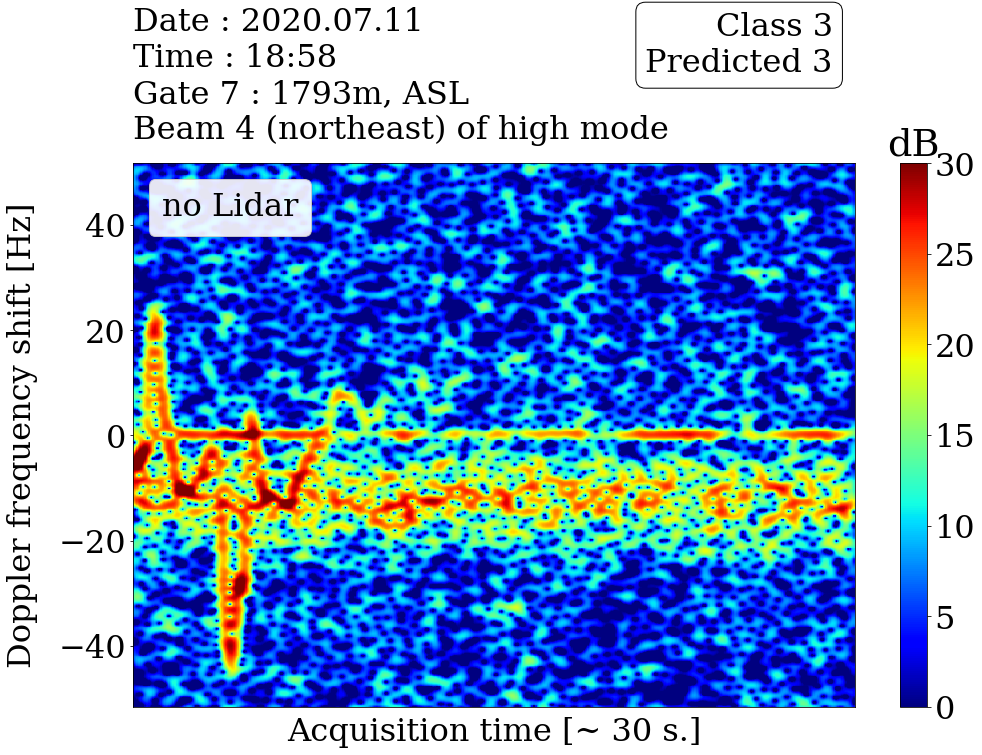 Date : 2020.07.11
Time : 18:58
Gate 7 : 1793m, ASL
Beam 4 (northeast) of high mode
Class 3
Predicted 3
dB
no Lidar
Doppler frequency shift [Hz]
40
20
0
−20
−40
30
25
20
15
10
5
0
Acquisition time [~ 30 s.]